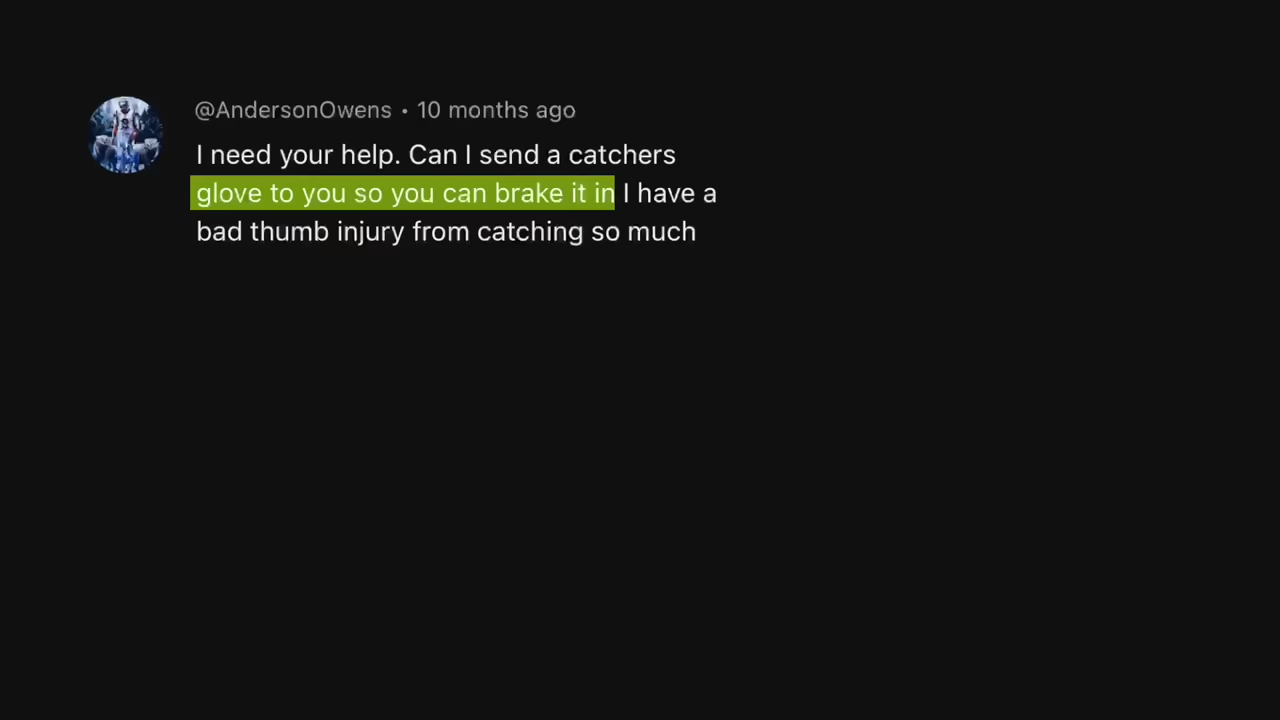 @AndersonOwens • 10 months ago
I need your help. Can I send a catchers
glove to you so you can brake it in I have a
bad thumb injury from catching so much